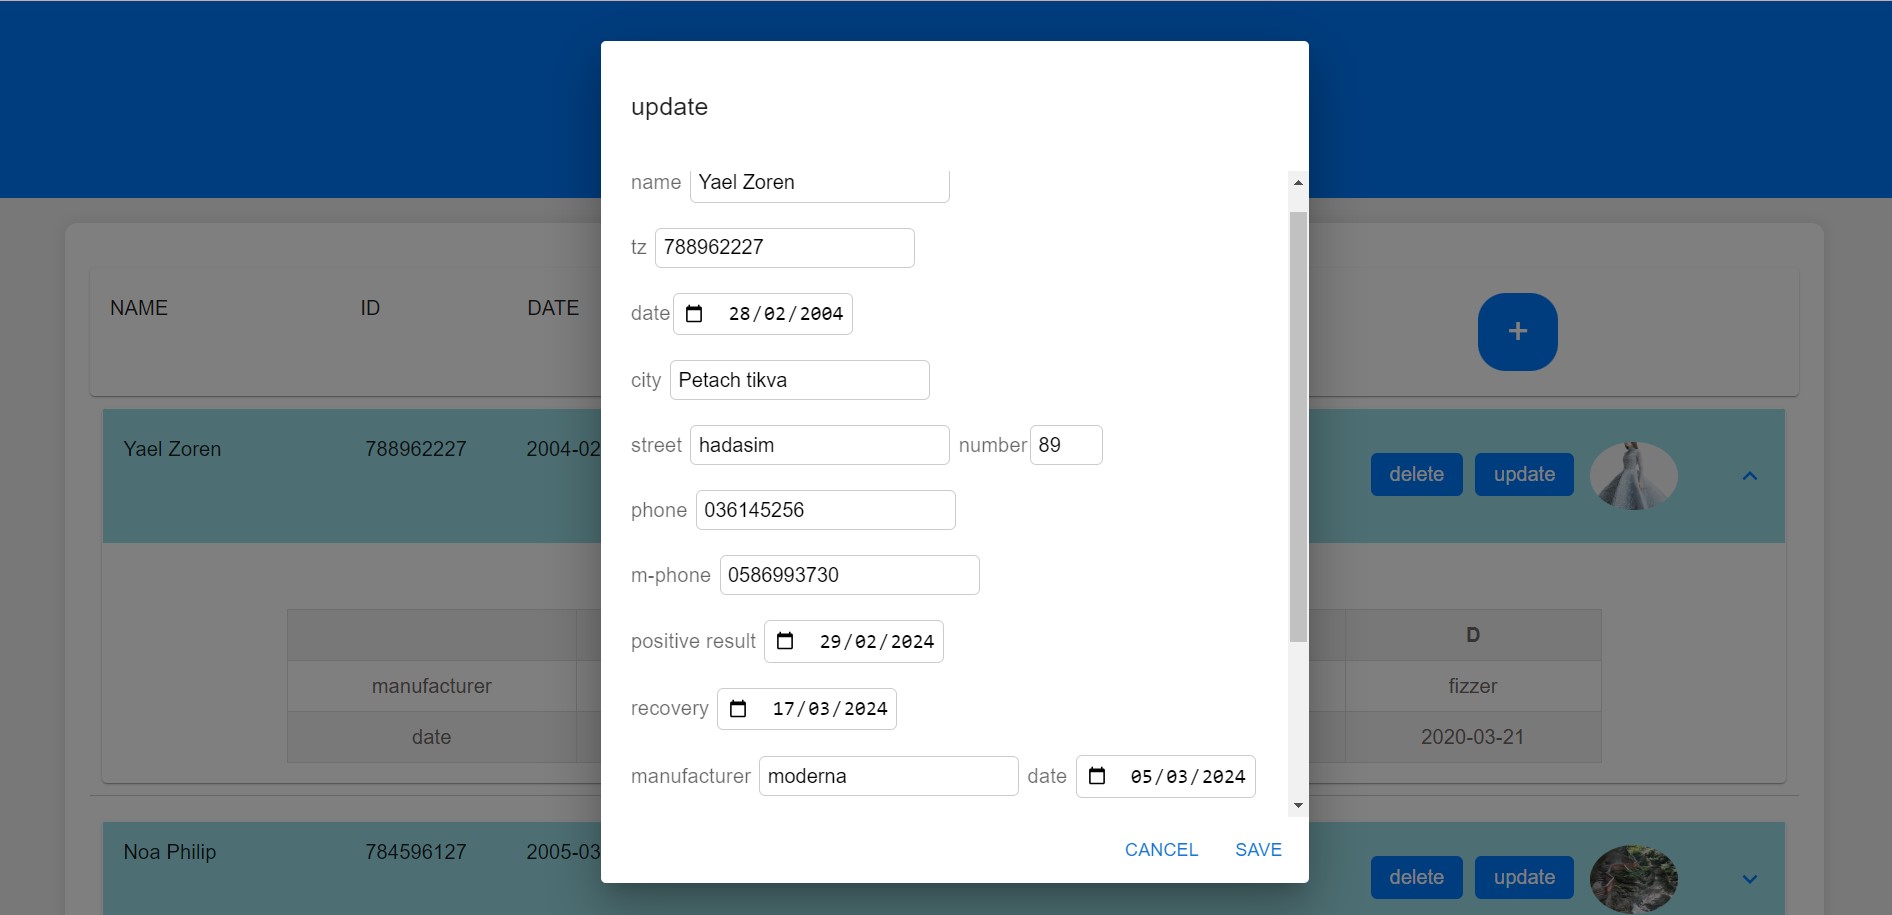 update
name Yael Zoren
tz 788962227
date 28/02/2004
city Petach tikva
street hadasim number 89
phone 036145256
m-phone 0586993730
positive result 29/02/2024
recovery 17/03/2024
manufacturer moderna date 05/03/2024
CANCEL SAVE
NAME ID DATE +
Yael Zoren 788962227 2004-02 delete update
D
manufacturer fizzer
date 2020-03-21
Noa Philip 784596127 2005-03 delete update